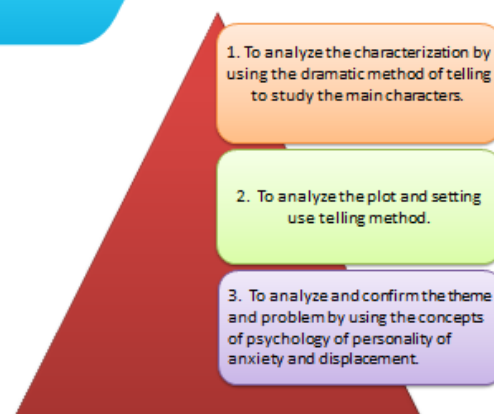 1. To analyze the characterization by
using the dramatic method of telling
to study the main characters.
2. To analyze the plot and setting
use telling method.
3. To analyze and confirm the theme
and problem by using the concepts
of psychology of personality of
anxiety and displacement.